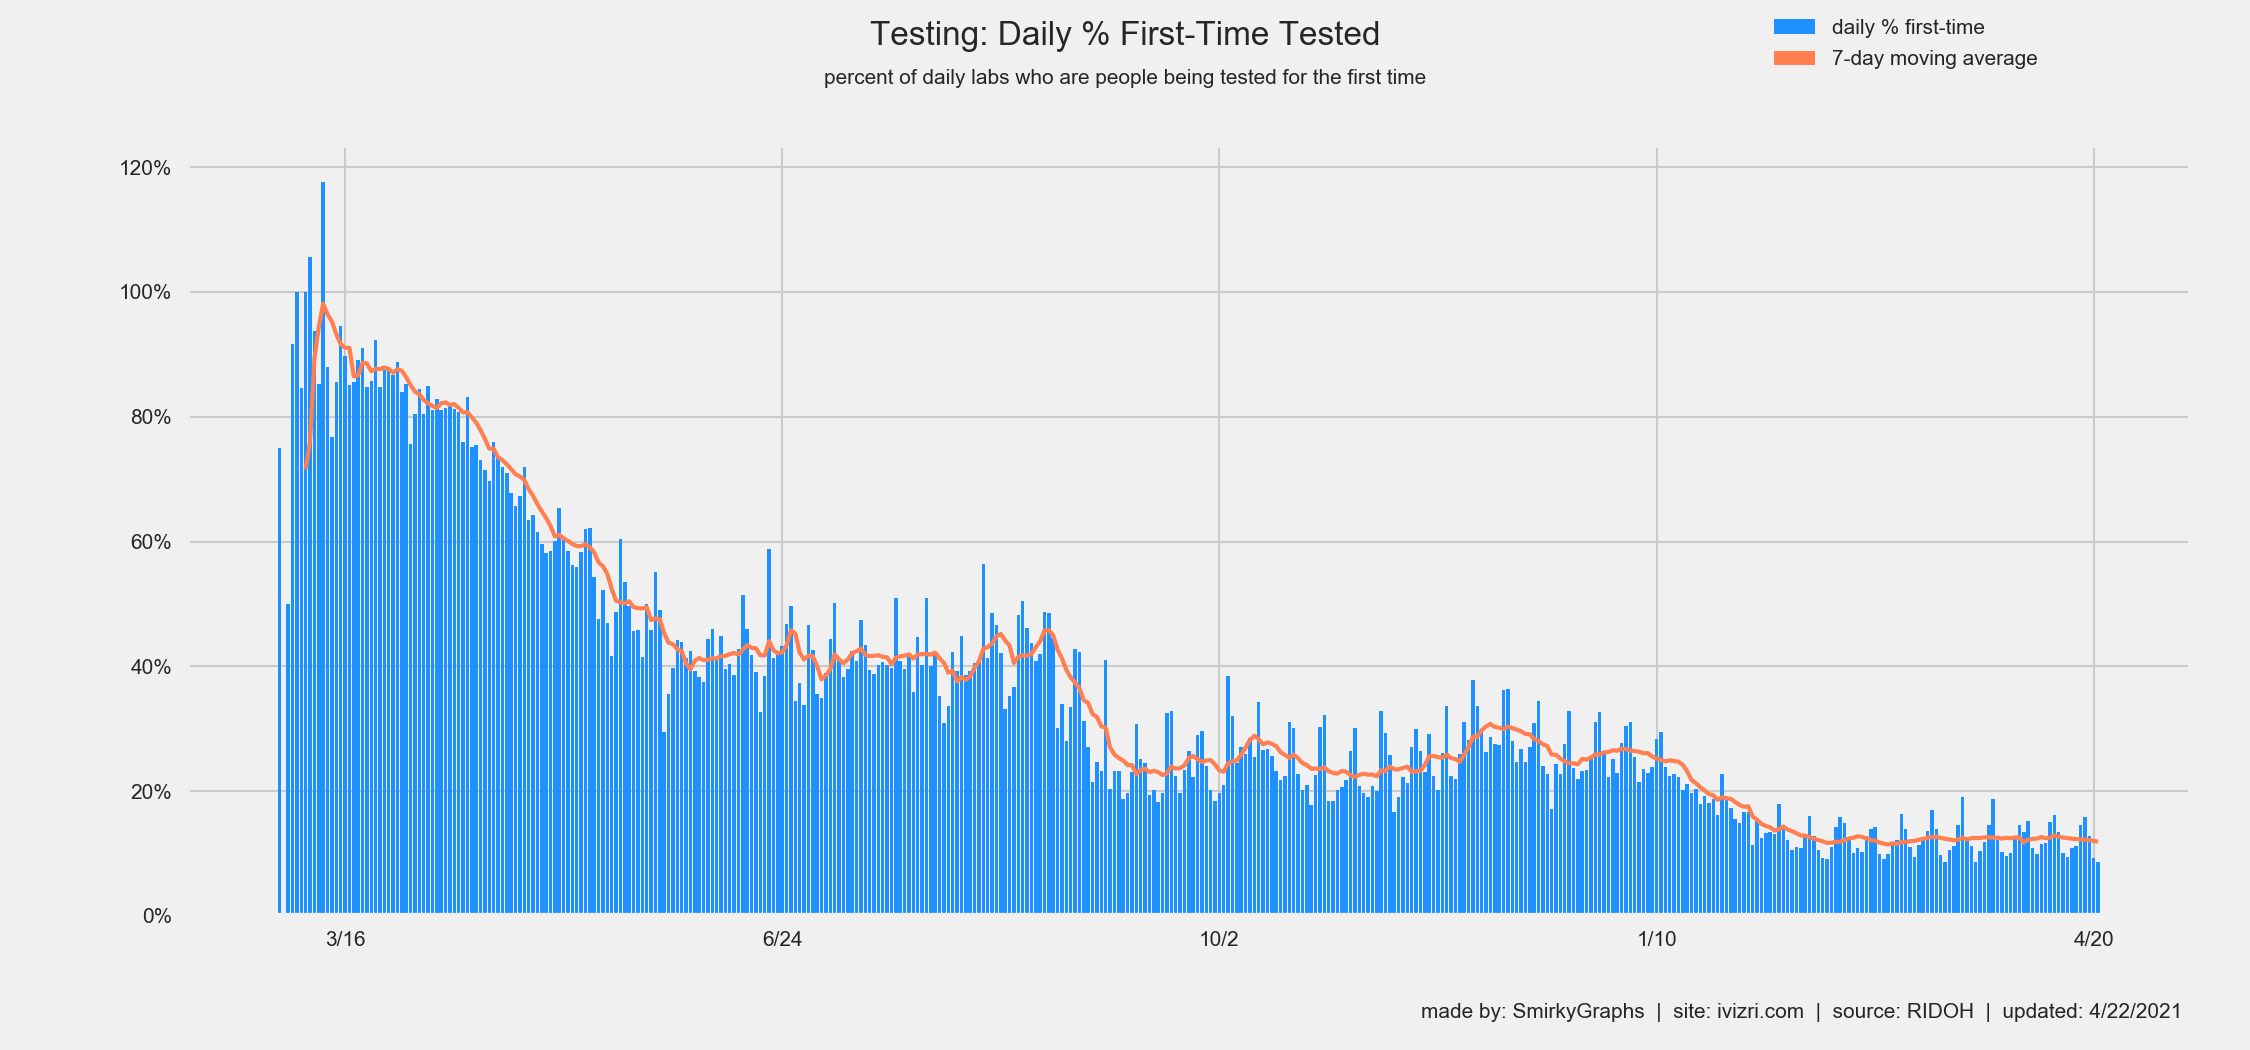 Testing: Daily % First-Time Tested
percent of daily labs who are people being tested for the first time
daily % first-time
7-day moving average
120%
100%
80%
60%
40%
20%
0%
3/16 6/24 10/2 1/10 4/20
made by: SmirkyGraphs | site: ivizri.com | source: RIDOH | updated: 4/22/2021